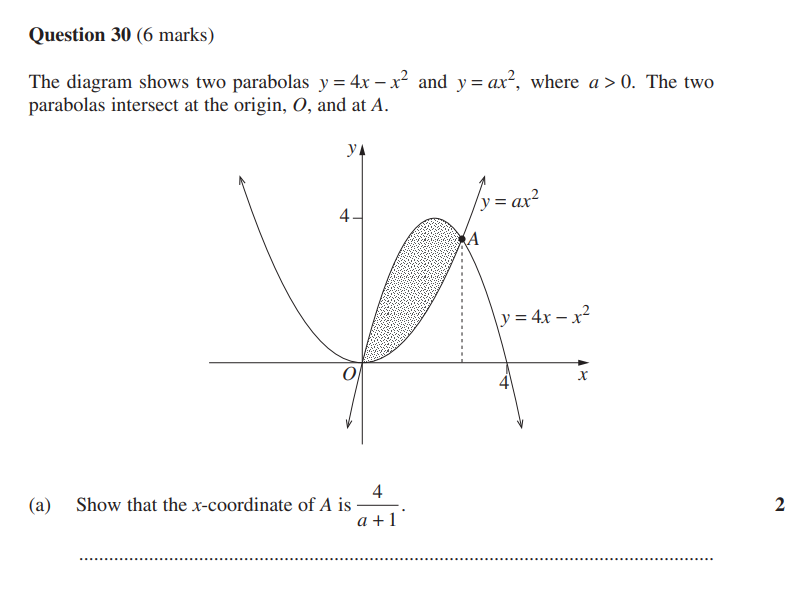 Question 30 (6 marks)
The diagram shows two parabolas y = 4x – x² and y = ax², where a > 0. The two
parabolas intersect at the origin, O, and at A.
y
4
y = ax²
A
y = 4x – x²
O
4
x
(a) Show that the x-coordinate of A is 4/(a + 1).
2